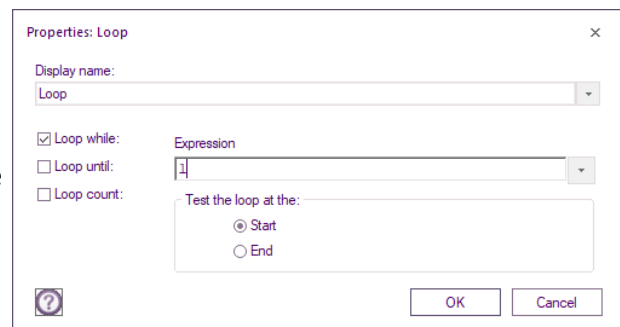 Properties: Loop
Display name:
Loop
Loop while:
Expression
Loop until:
1
Loop count:
Test the loop at the:
Start
End
?
OK
Cancel